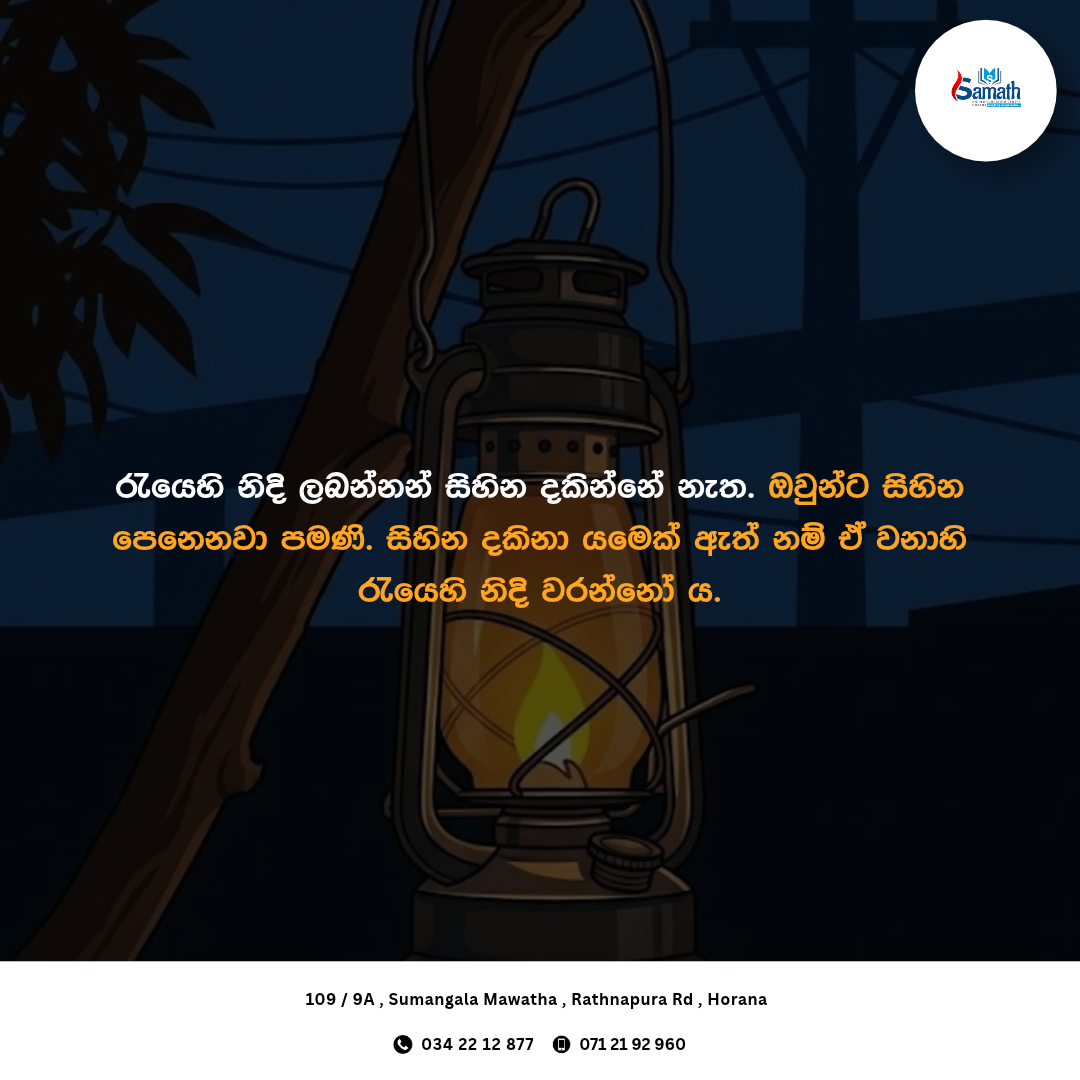 Samath
රැයෙහි නිදි ලබන්නන් සිහින දකින්නේ නැත. ඔවුන්ට සිහින
පෙනෙනවා පමණි. සිහින දකිනා යමෙක් ඇත් නම් ඒ වනාහි
රැයෙහි නිදි වරන්නෝ ය.
109 / 9A , Sumangala Mawatha , Rathnapura Rd , Horana
034 22 12 877 071 21 92 960